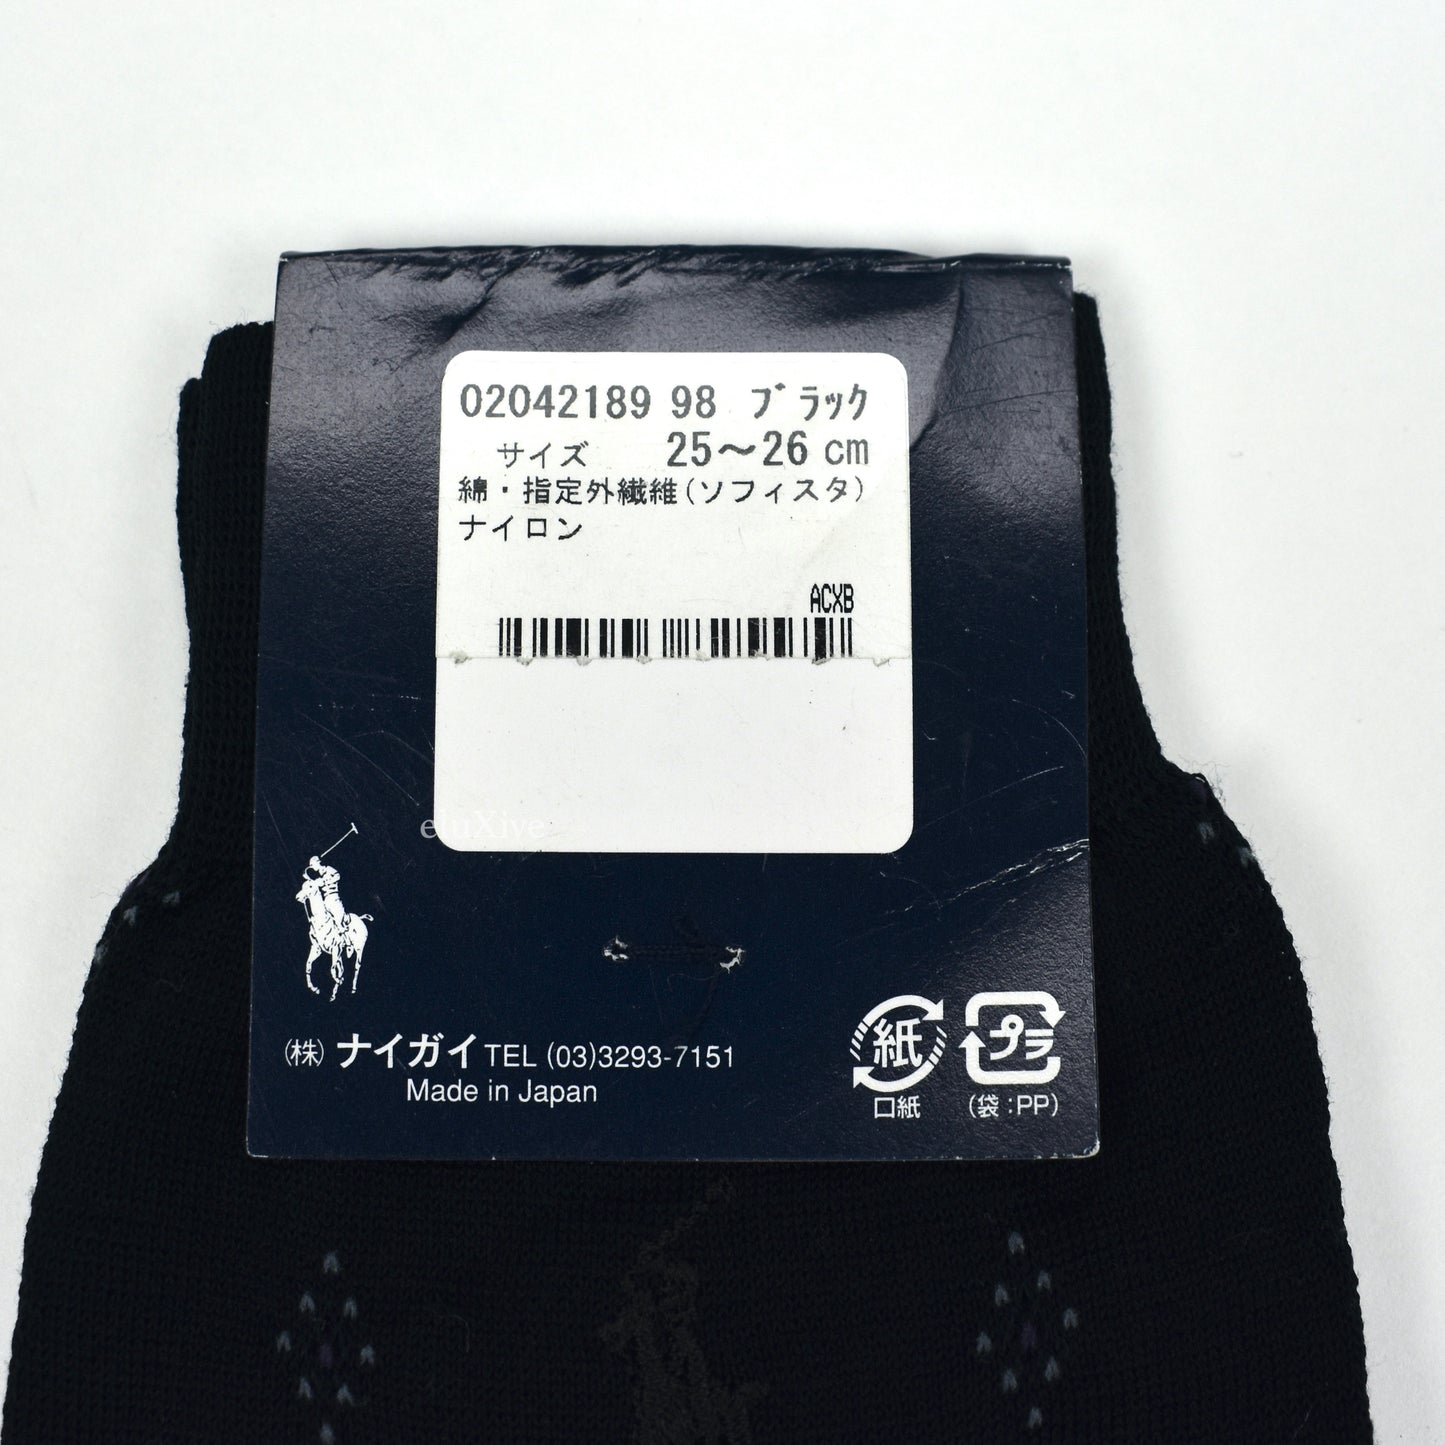 02042189 98 ブラック
サイズ 25～26 cm
綿・指定外繊維(ソフィスタ)
ナイロン
ACXB
eluXive
(株) ナイガイ TEL (03)3293-7151
Made in Japan
紙
口紙
プラ
(袋:PP)